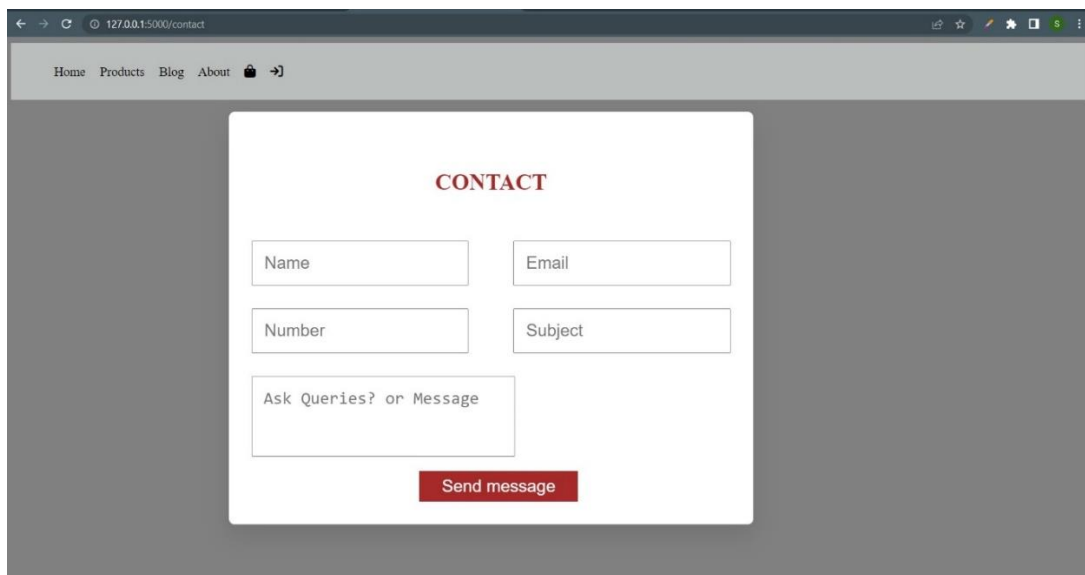 127.0.0.1:5000/contact
S
Home Products Blog About
CONTACT
Name Email
Number Subject
Ask Queries? or Message
Send message